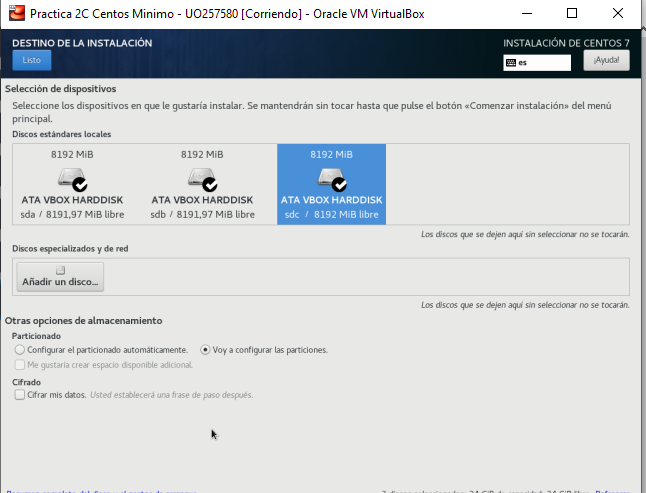 Practica 2C Centos Minimo - UO257580 [Corriendo] - Oracle VM VirtualBox
DESTINO DE LA INSTALACIÓN
INSTALACIÓN DE CENTOS 7
Listo
es
¡Ayuda!
Selección de dispositivos
Seleccione los dispositivos en que le gustaría instalar. Se mantendrán sin tocar hasta que pulse el botón «Comenzar instalación» del menú
principal.
Discos estándares locales
8192 MiB
ATA VBOX HARDDISK
sda / 8191,97 MiB libre
8192 MiB
ATA VBOX HARDDISK
sdb / 8191,97 MiB libre
8192 MiB
ATA VBOX HARDDISK
sdc / 8192 MiB libre
Los discos que se dejen aquí sin seleccionar no se tocarán.
Discos especializados y de red
Añadir un disco...
Los discos que se dejen aquí sin seleccionar no se tocarán.
Otras opciones de almacenamiento
Particionado
Configurar el particionado automáticamente.
Voy a configurar las particiones.
Me gustaría crear espacio disponible adicional.
Cifrado
Cifrar mis datos. Usted establecerá una frase de paso después.